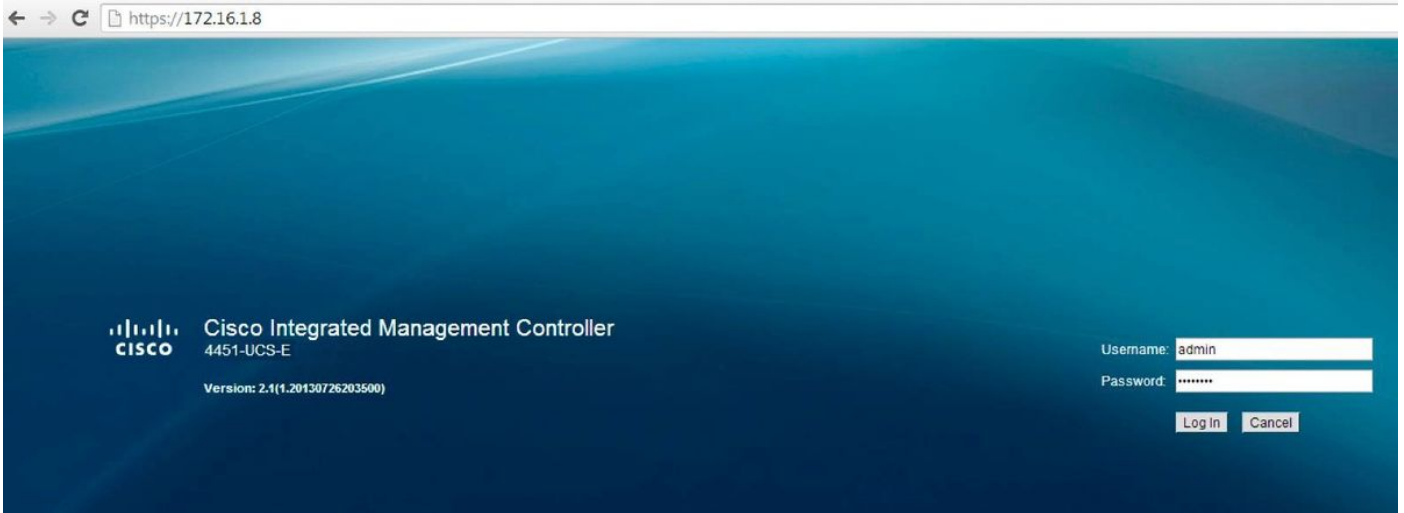 https://172.16.1.8
CISCO
Cisco Integrated Management Controller
4451-UCS-E
Version: 2.1(1.20130726203500)
Username: admin
Password: ••••••••
Log In Cancel